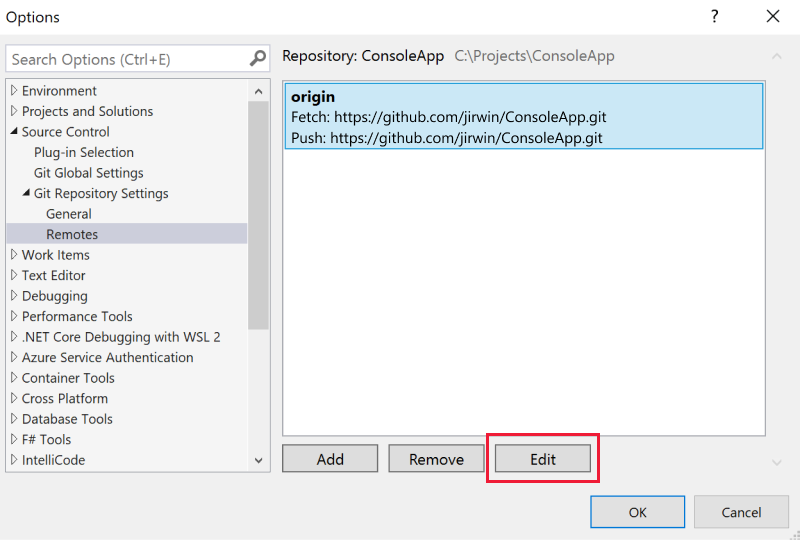 Options
?
Search Options (Ctrl+E)
Environment
Projects and Solutions
Source Control
Plug-in Selection
Git Global Settings
Git Repository Settings
General
Remotes
Work Items
Text Editor
Debugging
Performance Tools
.NET Core Debugging with WSL 2
Azure Service Authentication
Container Tools
Cross Platform
Database Tools
F# Tools
IntelliCode
Repository: ConsoleApp C:\Projects\ConsoleApp
origin
Fetch: https://github.com/jirwin/ConsoleApp.git
Push: https://github.com/jirwin/ConsoleApp.git
Add Remove Edit
OK Cancel